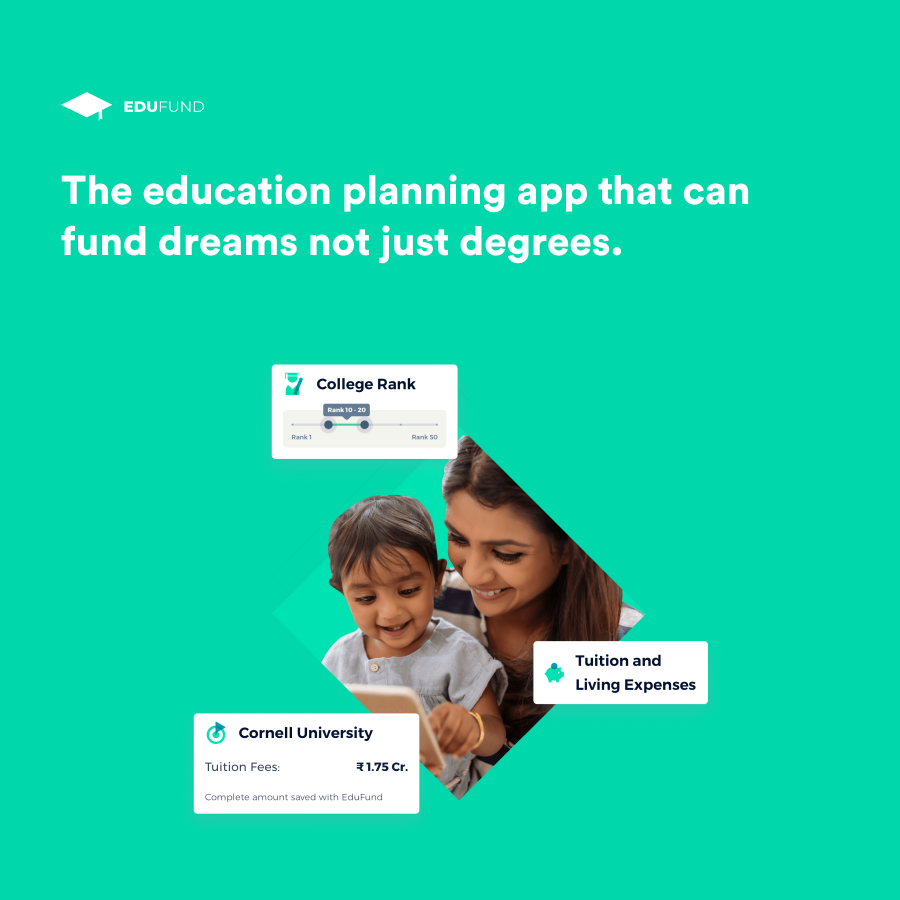 EDUFUND
The education planning app that can
fund dreams not just degrees.
College Rank
Rank 10 - 20
Rank 1
Rank 50
Tuition and
Living Expenses
Cornell University
Tuition Fees: ₹ 1.75 Cr.
Complete amount saved with EduFund